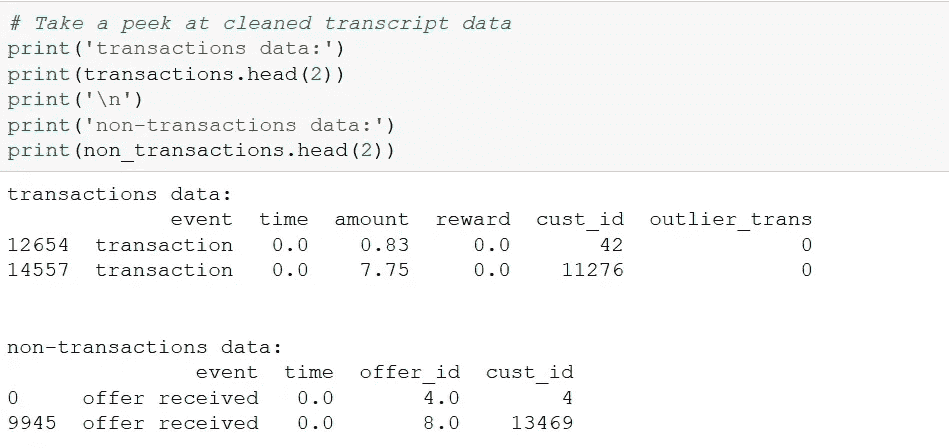 # Take a peek at cleaned transcript data
print('transactions data:')
print(transactions.head(2))
print('\n')
print('non-transactions data:')
print(non_transactions.head(2))
transactions data:
event time amount reward cust_id outlier_trans
12654 transaction 0.0 0.83 0.0 42 0
14557 transaction 0.0 7.75 0.0 11276 0
non-transactions data:
event time offer_id cust_id
0 offer received 0.0 4.0 4
9945 offer received 0.0 8.0 13469